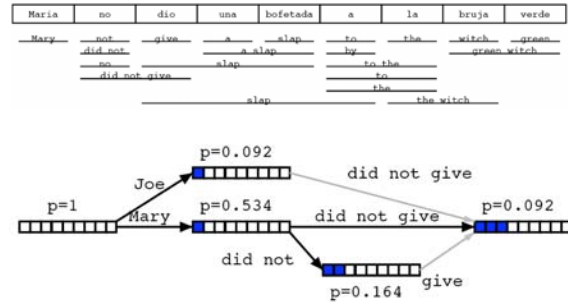 Maria no dio una bofetada a la bruja verde
Mary not give a slap to the witch green
did not a slap by green witch
no slap to the
did not give to
the
slap the witch
p=0.092
did not give
Joe
p=1
p=0.534
p=0.092
Mary
did not give
did not
give
p=0.164